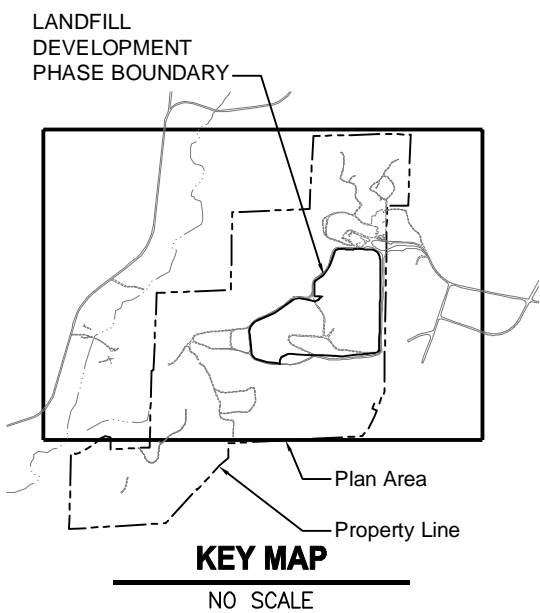 LANDFILL
DEVELOPMENT
PHASE BOUNDARY
Plan Area
Property Line
KEY MAP
NO SCALE